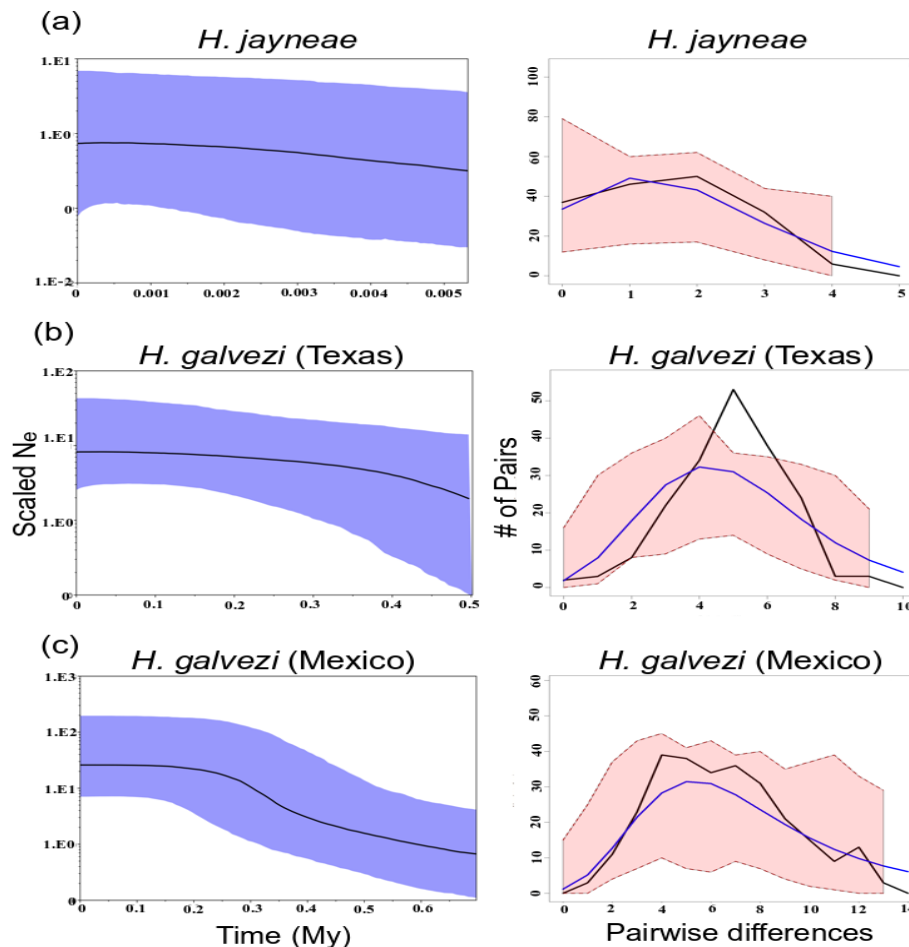 (a)
H. jayneae
H. jayneae
1.E1
1.E0
0
1.E-2
0 0.001 0.002 0.003 0.004 0.005
100
80
60
40
20
0
0 1 2 3 4 5
(b)
H. galvezi (Texas)
H. galvezi (Texas)
1.E2
1.E1
1.E0
0
0 0.1 0.2 0.3 0.4 0.5
Scaled Ne
# of Pairs
50
40
30
20
10
0
0 2 4 6 8 10
(c)
H. galvezi (Mexico)
H. galvezi (Mexico)
1.E3
1.E2
1.E1
1.E0
0
0 0.1 0.2 0.3 0.4 0.5 0.6
Time (My)
60
50
40
30
20
10
0
0 2 4 6 8 10 12 14
Pairwise differences